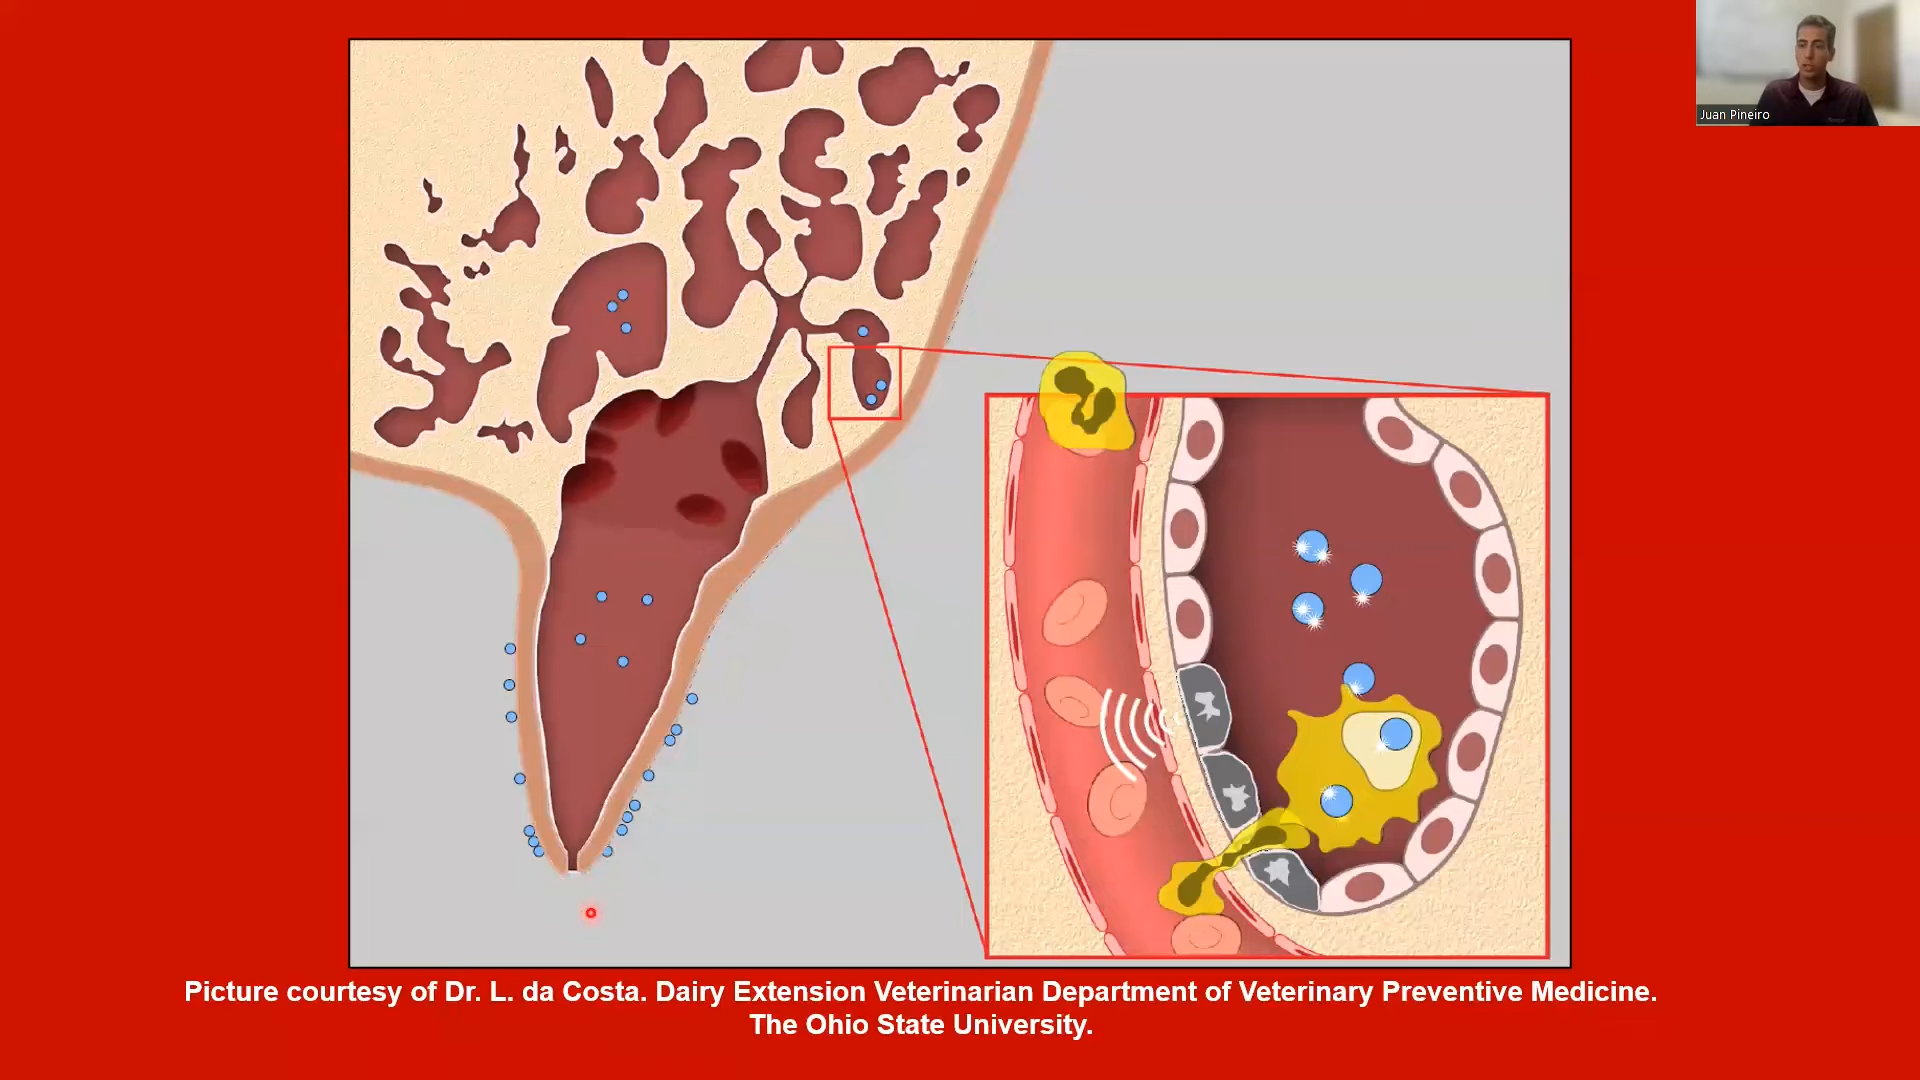 Juan Pineiro
Picture courtesy of Dr. L. da Costa. Dairy Extension Veterinarian Department of Veterinary Preventive Medicine.
The Ohio State University.